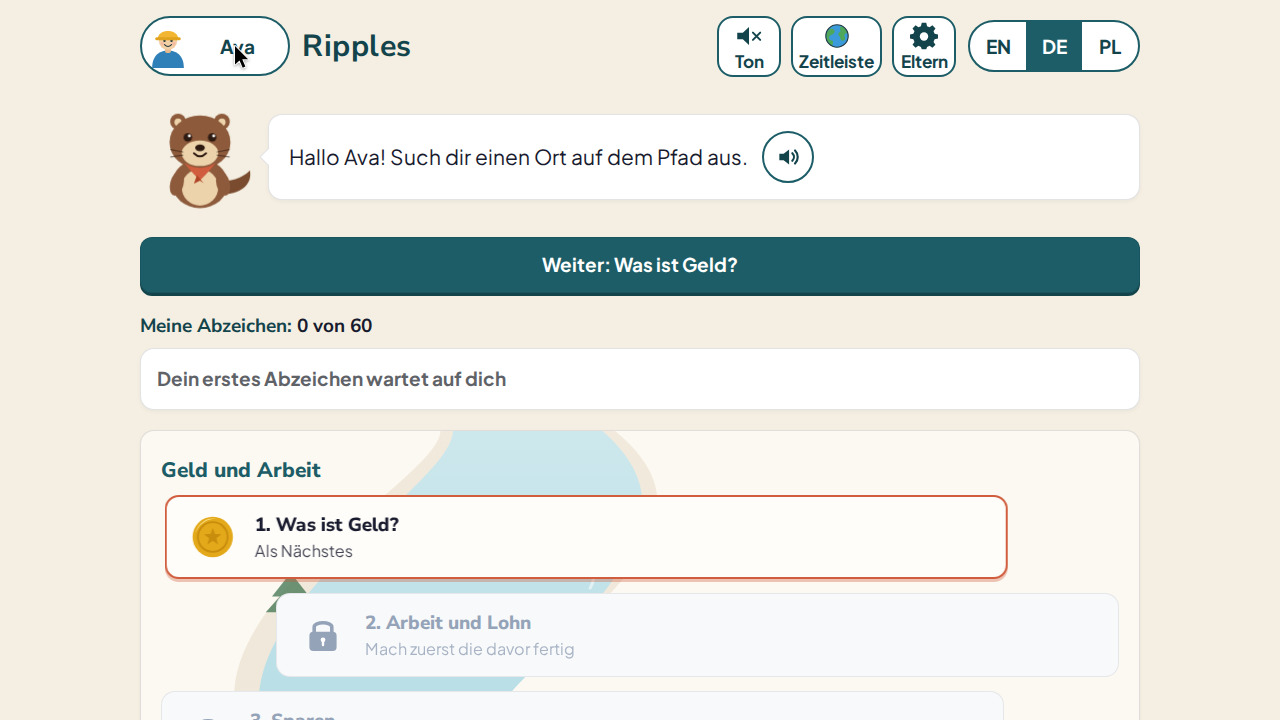 Ava
Ripples
Ton
Zeitleiste
Eltern
EN
DE
PL
Hallo Ava! Such dir einen Ort auf dem Pfad aus.
Weiter: Was ist Geld?
Meine Abzeichen: 0 von 60
Dein erstes Abzeichen wartet auf dich
Geld und Arbeit
1. Was ist Geld?
Als Nächstes
2. Arbeit und Lohn
Mach zuerst die davor fertig
3. Sparen